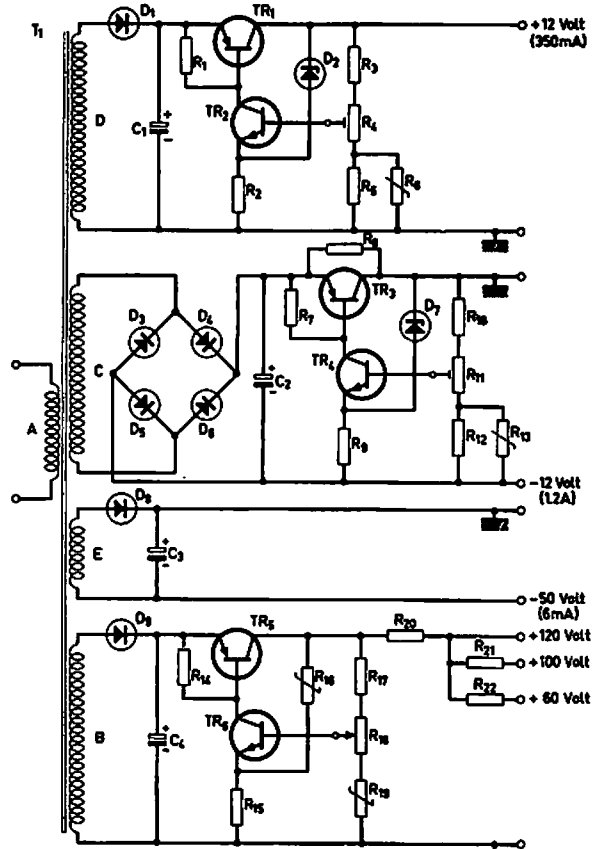 T1
D1
TR1
+12 Volt
(350mA)
R1
D2
R3
D
C1
+
-
TR2
R4
R2
R5
R6
R8
TR3
D3
D4
R7
D7
R10
A
C
C2
+
-
TR4
R11
D5
D6
R9
R12
R13
-12 Volt
(1.2A)
D8
E
C3
+
-
-50 Volt
(6mA)
D9
TR5
R20
+120 Volt
R14
R16
R17
R21
+100 Volt
R22
+60 Volt
B
C4
+
-
TR6
R18
R15
R19